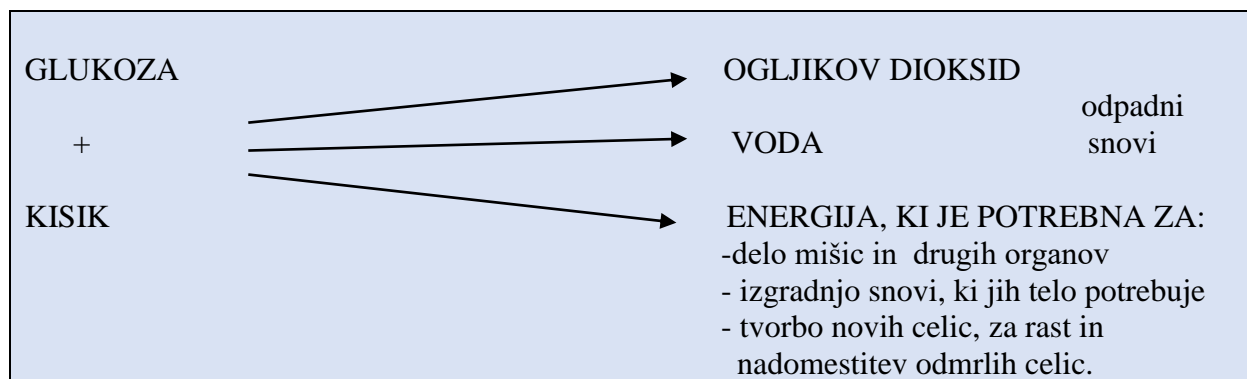 GLUKOZA
OGLJIKOV DIOKSID
odpadni
+
VODA
snovi
KISIK
ENERGIJA, KI JE POTREBNA ZA:
-delo mišic in drugih organov
- izgradnjo snovi, ki jih telo potrebuje
- tvorbo novih celic, za rast in
nadomestitev odmrlih celic.